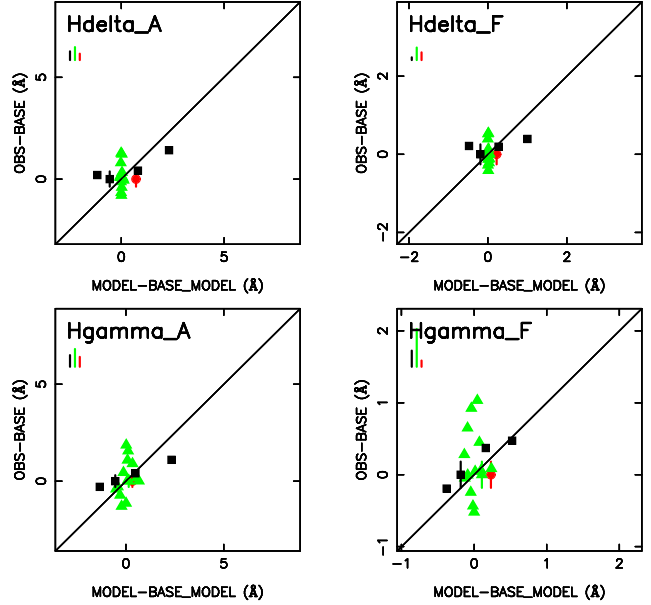 Hdelta_A
5
0
OBS-BASE (Å)
0
5
MODEL-BASE_MODEL (Å)
Hdelta_F
2
0
-2
OBS-BASE (Å)
-2
0
2
MODEL-BASE_MODEL (Å)
Hgamma_A
5
0
OBS-BASE (Å)
0
5
MODEL-BASE_MODEL (Å)
Hgamma_F
2
1
0
-1
OBS-BASE (Å)
-1
0
1
2
MODEL-BASE_MODEL (Å)